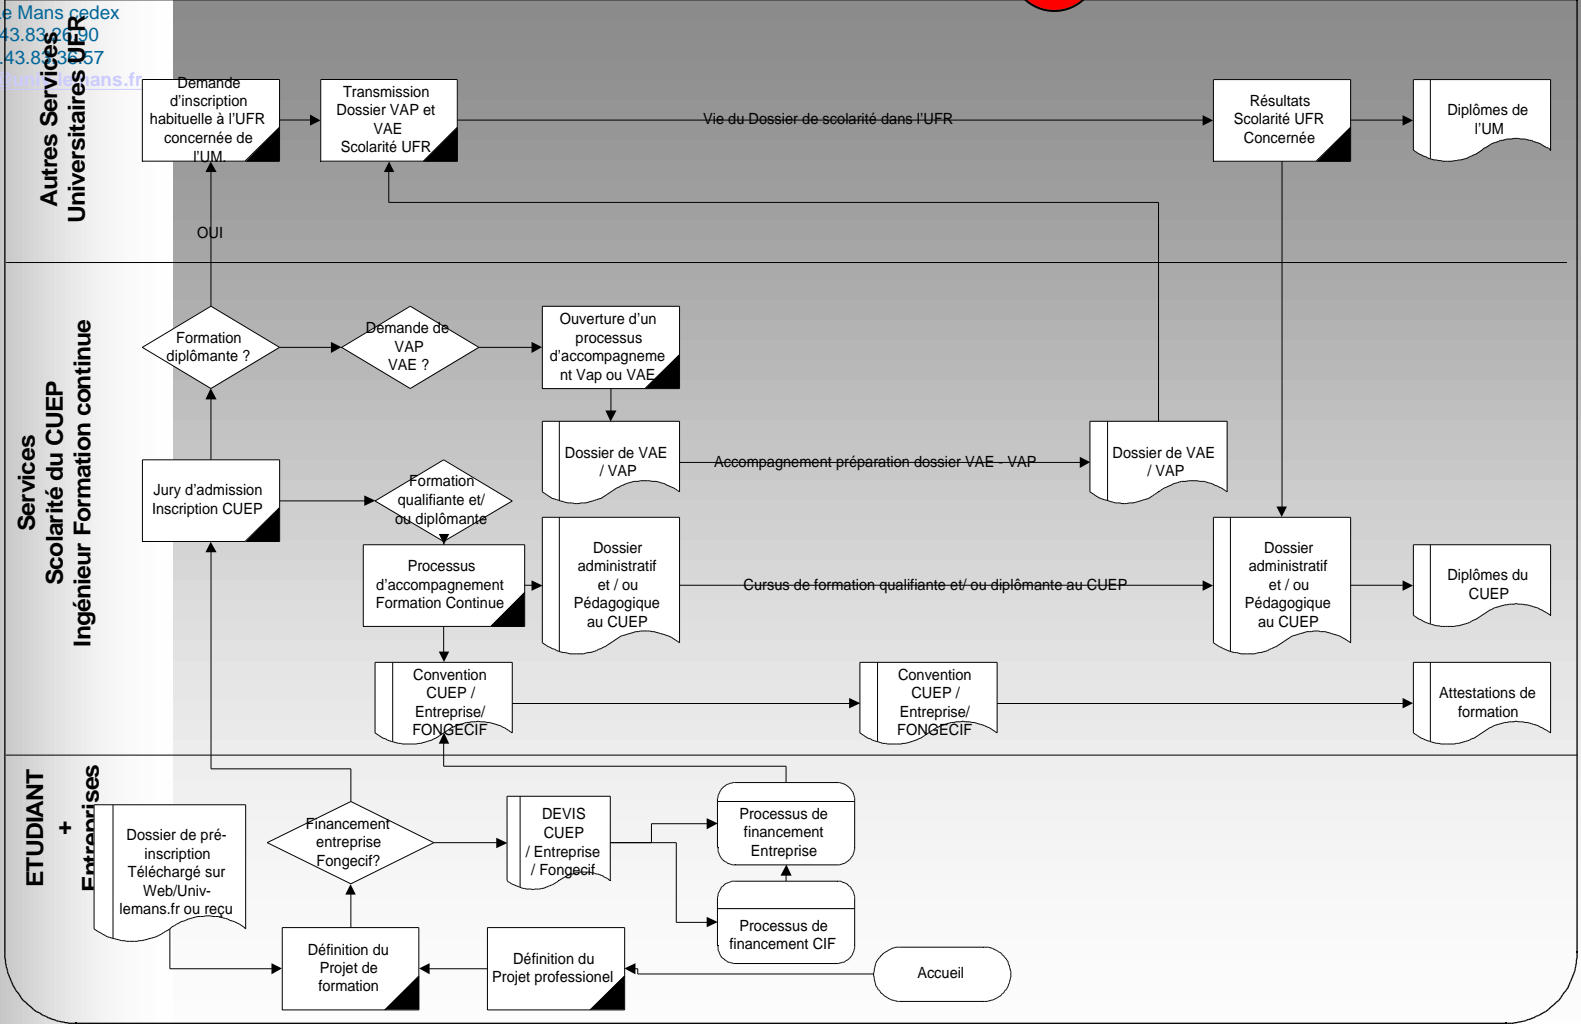 e Mans cedex
43.83.26.90
.43.83.36.57
lemans.fr
Autres Services
Universitaires UFR
Demande
d'inscription
habituelle à l'UFR
concernée de
l'UM.
Transmission
Dossier VAP et
VAE
Scolarité UFR
Vie du Dossier de scolarité dans l'UFR
Résultats
Scolarité UFR
Concernée
Diplômes de
l'UM
OUI
Services
Scolarité du CUEP
Ingénieur Formation continue
Formation
diplômante ?
Demande de
VAP
VAE ?
Ouverture d'un
processus
d'accompagneme
nt Vap ou VAE
Dossier de VAE
/ VAP
Accompagnement préparation dossier VAE - VAP
Dossier de VAE
/ VAP
Jury d'admission
Inscription CUEP
Formation
qualifiante et/
ou diplômante
Processus
d'accompagnement
Formation Continue
Dossier
administratif
et / ou
Pédagogique
au CUEP
Cursus de formation qualifiante et/ ou diplômante au CUEP
Dossier
administratif
et / ou
Pédagogique
au CUEP
Diplômes du
CUEP
Convention
CUEP /
Entreprise/
FONGECIF
Convention
CUEP /
Entreprise/
FONGECIF
Attestations de
formation
ETUDIANT
+
Entreprises
Dossier de pré-
inscription
Téléchargé sur
Web/Univ-
lemans.fr ou reçu
Financement
entreprise
Fongecif?
DEVIS
CUEP
/ Entreprise
/ Fongecif
Processus de
financement
Entreprise
Processus de
financement CIF
Définition du
Projet de
formation
Définition du
Projet professionel
Accueil